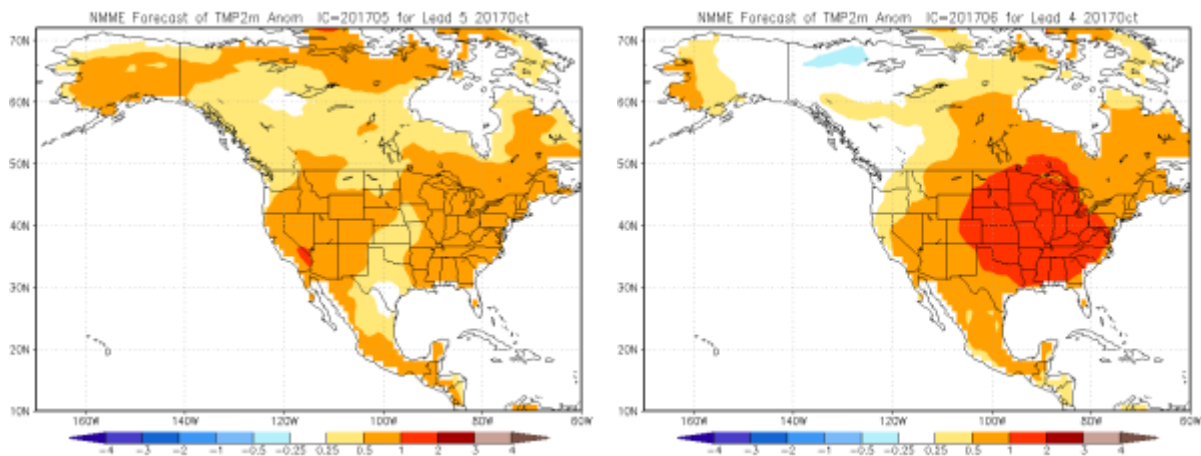 NMME Forecast of TMP2m Anom IC=201705 for Lead 5 2017Oct
70N
60N
50N
40N
30N
20N
10N
160W 140W 120W 100W 80W 60W
-4 -3 -2 -1 -0.5 -0.25 0.25 0.5 1 2 3 4
NMME Forecast of TMP2m Anom IC=201706 for Lead 4 2017Oct
70N
60N
50N
40N
30N
20N
10N
160W 140W 120W 100W 80W 60W
-4 -3 -2 -1 -0.5 -0.25 0.25 0.5 1 2 3 4